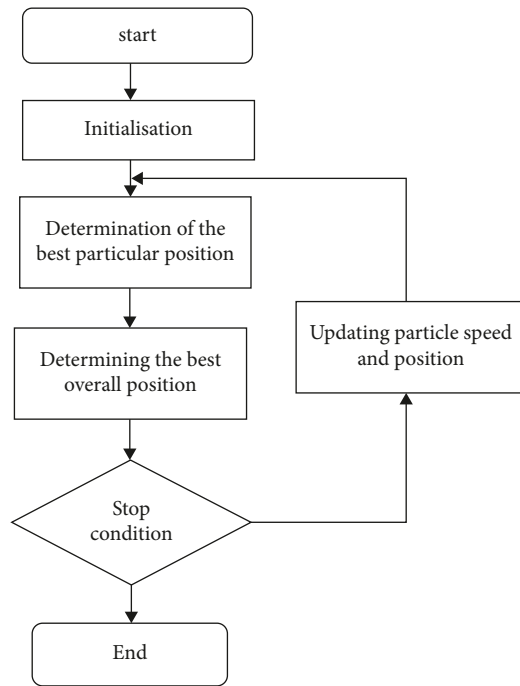 start
Initialisation
Determination of the
best particular position
Determining the best
overall position
Updating particle speed
and position
Stop
condition
End